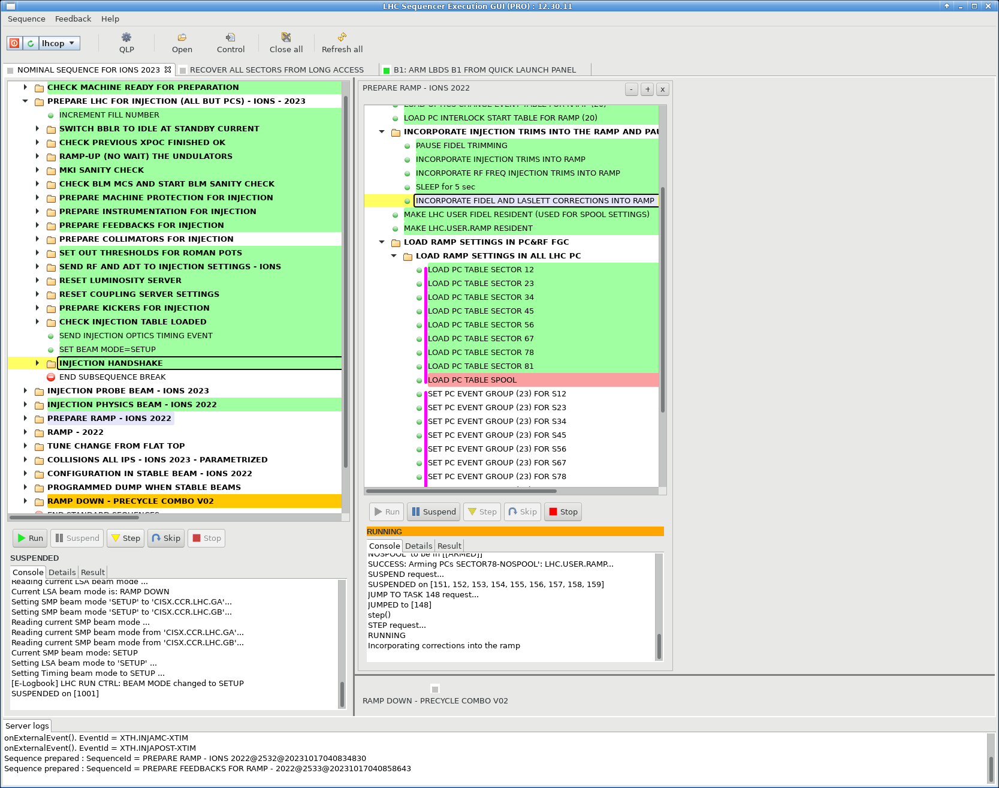 LHC Sequencer Execution GUI (PRO) : 12.30.11
Sequence Feedback Help
lhcop
QLP Open Control Close all Refresh all
NOMINAL SEQUENCE FOR IONS 2023
RECOVER ALL SECTORS FROM LONG ACCESS
B1: ARM LBDS B1 FROM QUICK LAUNCH PANEL
CHECK MACHINE READY FOR PREPARATION
PREPARE LHC FOR INJECTION (ALL BUT PCS) - IONS - 2023
INCREMENT FILL NUMBER
SWITCH BBLR TO IDLE AT STANDBY CURRENT
CHECK PREVIOUS XPOC FINISHED OK
RAMP-UP (NO WAIT) THE UNDULATORS
MKI SANITY CHECK
CHECK BLM MCS AND START BLM SANITY CHECK
PREPARE MACHINE PROTECTION FOR INJECTION
PREPARE INSTRUMENTATION FOR INJECTION
PREPARE FEEDBACKS FOR INJECTION
PREPARE COLLIMATORS FOR INJECTION
SET OUT THRESHOLDS FOR ROMAN POTS
SEND RF AND ADT TO INJECTION SETTINGS - IONS
RESET LUMINOSITY SERVER
RESET COUPLING SERVER SETTINGS
PREPARE KICKERS FOR INJECTION
CHECK INJECTION TABLE LOADED
SEND INJECTION OPTICS TIMING EVENT
SET BEAM MODE=SETUP
INJECTION HANDSHAKE
END SUBSEQUENCE BREAK
INJECTION PROBE BEAM - IONS 2023
INJECTION PHYSICS BEAM - IONS 2022
PREPARE RAMP - IONS 2022
RAMP - 2022
TUNE CHANGE FROM FLAT TOP
COLLISIONS ALL IPS - IONS 2023 - PARAMETRIZED
CONFIGURATION IN STABLE BEAM - IONS 2022
PROGRAMMED DUMP WHEN STABLE BEAMS
RAMP DOWN - PRECYCLE COMBO V02
END STANDARD SEQUENCES
Run Suspend Step Skip Stop
SUSPENDED
Console Details Result
Reading current LSA beam mode ...
Current LSA beam mode is: RAMP DOWN
Setting SMP beam mode 'SETUP' to 'CISX.CCR.LHC.GA'...
Setting SMP beam mode 'SETUP' to 'CISX.CCR.LHC.GB'...
Reading current SMP beam mode ...
Reading current SMP beam mode from 'CISX.CCR.LHC.GA'...
Reading current SMP beam mode from 'CISX.CCR.LHC.GB'...
Current SMP beam mode: SETUP
Setting LSA beam mode to 'SETUP' ...
Setting Timing beam mode to SETUP ...
[E-Logbook] LHC RUN CTRL: BEAM MODE changed to SETUP
SUSPENDED on [1001]
PREPARE RAMP - IONS 2022
- + x
LOAD OPTICS CHANGE EVENT TABLE FOR RAMP (20)
LOAD PC INTERLOCK START TABLE FOR RAMP (20)
INCORPORATE INJECTION TRIMS INTO THE RAMP AND PAU
PAUSE FIDEL TRIMMING
INCORPORATE INJECTION TRIMS INTO RAMP
INCORPORATE RF FREQ INJECTION TRIMS INTO RAMP
SLEEP for 5 sec
INCORPORATE FIDEL AND LASLETT CORRECTIONS INTO RAMP
MAKE LHC USER FIDEL RESIDENT (USED FOR SPOOL SETTINGS)
MAKE LHC.USER.RAMP RESIDENT
LOAD RAMP SETTINGS IN PC&RF FGC
LOAD RAMP SETTINGS IN ALL LHC PC
LOAD PC TABLE SECTOR 12
LOAD PC TABLE SECTOR 23
LOAD PC TABLE SECTOR 34
LOAD PC TABLE SECTOR 45
LOAD PC TABLE SECTOR 56
LOAD PC TABLE SECTOR 67
LOAD PC TABLE SECTOR 78
LOAD PC TABLE SECTOR 81
LOAD PC TABLE SPOOL
SET PC EVENT GROUP (23) FOR S12
SET PC EVENT GROUP (23) FOR S23
SET PC EVENT GROUP (23) FOR S34
SET PC EVENT GROUP (23) FOR S45
SET PC EVENT GROUP (23) FOR S56
SET PC EVENT GROUP (23) FOR S67
SET PC EVENT GROUP (23) FOR S78
Run Suspend Step Skip Stop
RUNNING
Console Details Result
NOSPOOL' to be in [[ARMED]]
SUCCESS: Arming PCs SECTOR78-NOSPOOL': LHC.USER.RAMP...
SUSPEND request...
SUSPENDED on [151, 152, 153, 154, 155, 156, 157, 158, 159]
JUMP TO TASK 148 request...
JUMPED to [148]
step()
STEP request...
RUNNING
Incorporating corrections into the ramp
RAMP DOWN - PRECYCLE COMBO V02
Server logs
onExternalEvent(). EventId = XTH.INJAMC-XTIM
onExternalEvent(). EventId = XTH.INJAPOST-XTIM
Sequence prepared : SequenceId = PREPARE RAMP - IONS 2022@2532@20231017040834830
Sequence prepared : SequenceId = PREPARE FEEDBACKS FOR RAMP - 2022@2533@20231017040858643